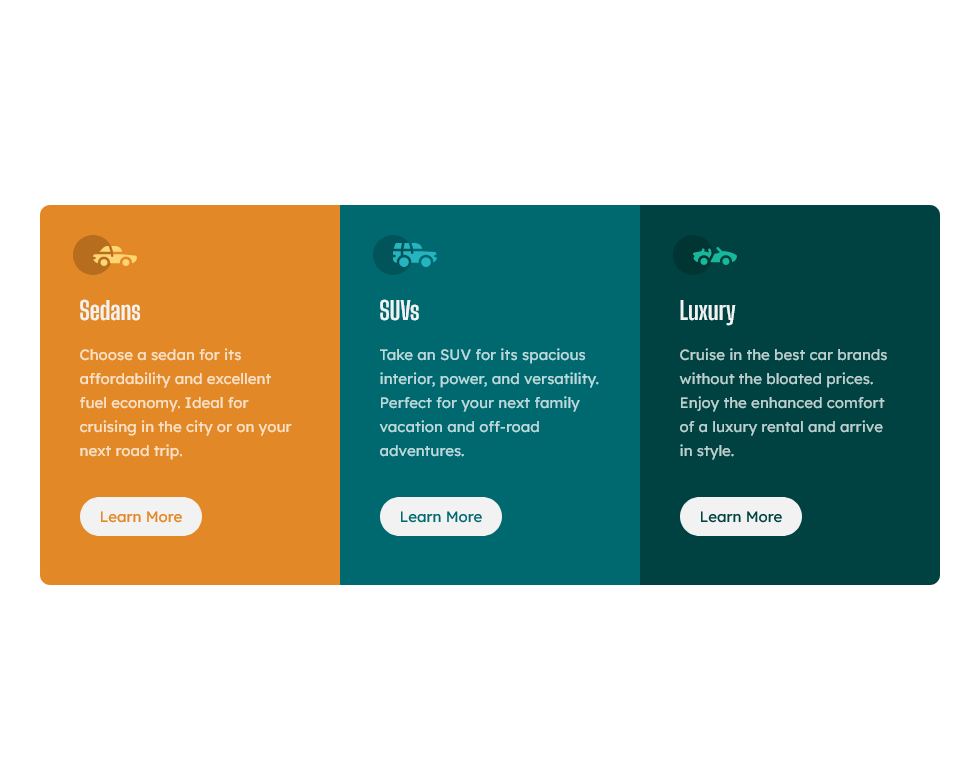 Sedans
Choose a sedan for its
affordability and excellent
fuel economy. Ideal for
cruising in the city or on your
next road trip.
Learn More
SUVs
Take an SUV for its spacious
interior, power, and versatility.
Perfect for your next family
vacation and off-road
adventures.
Learn More
Luxury
Cruise in the best car brands
without the bloated prices.
Enjoy the enhanced comfort
of a luxury rental and arrive
in style.
Learn More